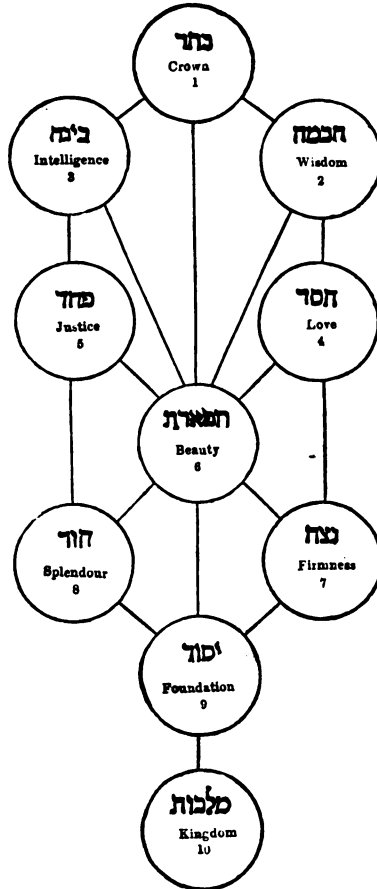 כתר
Crown
1
בינה
Intelligence
3
חכמה
Wisdom
2
פחד
Justice
5
חסד
Love
4
תפארת
Beauty
6
הוד
Splendour
8
נצח
Firmness
7
יסוד
Foundation
9
מלכות
Kingdom
10